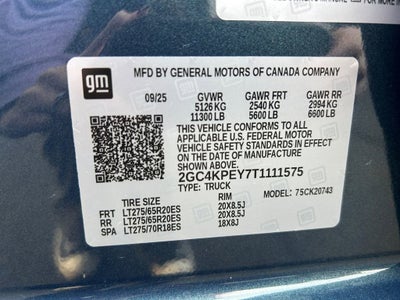 gm
MFD BY GENERAL MOTORS OF CANADA COMPANY
09/25 GVWR GAWR FRT GAWR RR
5126 KG 2540 KG 2994 KG
11300 LB 5600 LB 6600 LB
THIS VEHICLE CONFORMS TO ALL
APPLICABLE U.S. FEDERAL MOTOR
VEHICLE SAFETY STANDARDS IN EFFECT
ON THE DATE OF MANUFACTURE
SHOWN ABOVE.
2GC4KPEY7T1111575
TYPE: TRUCK MODEL: 75CK20743
TIRE SIZE RIM
FRT LT275/65R20ES 20X8.5J
RR LT275/65R20ES 20X8.5J
SPA LT275/70R18ES 18X8J